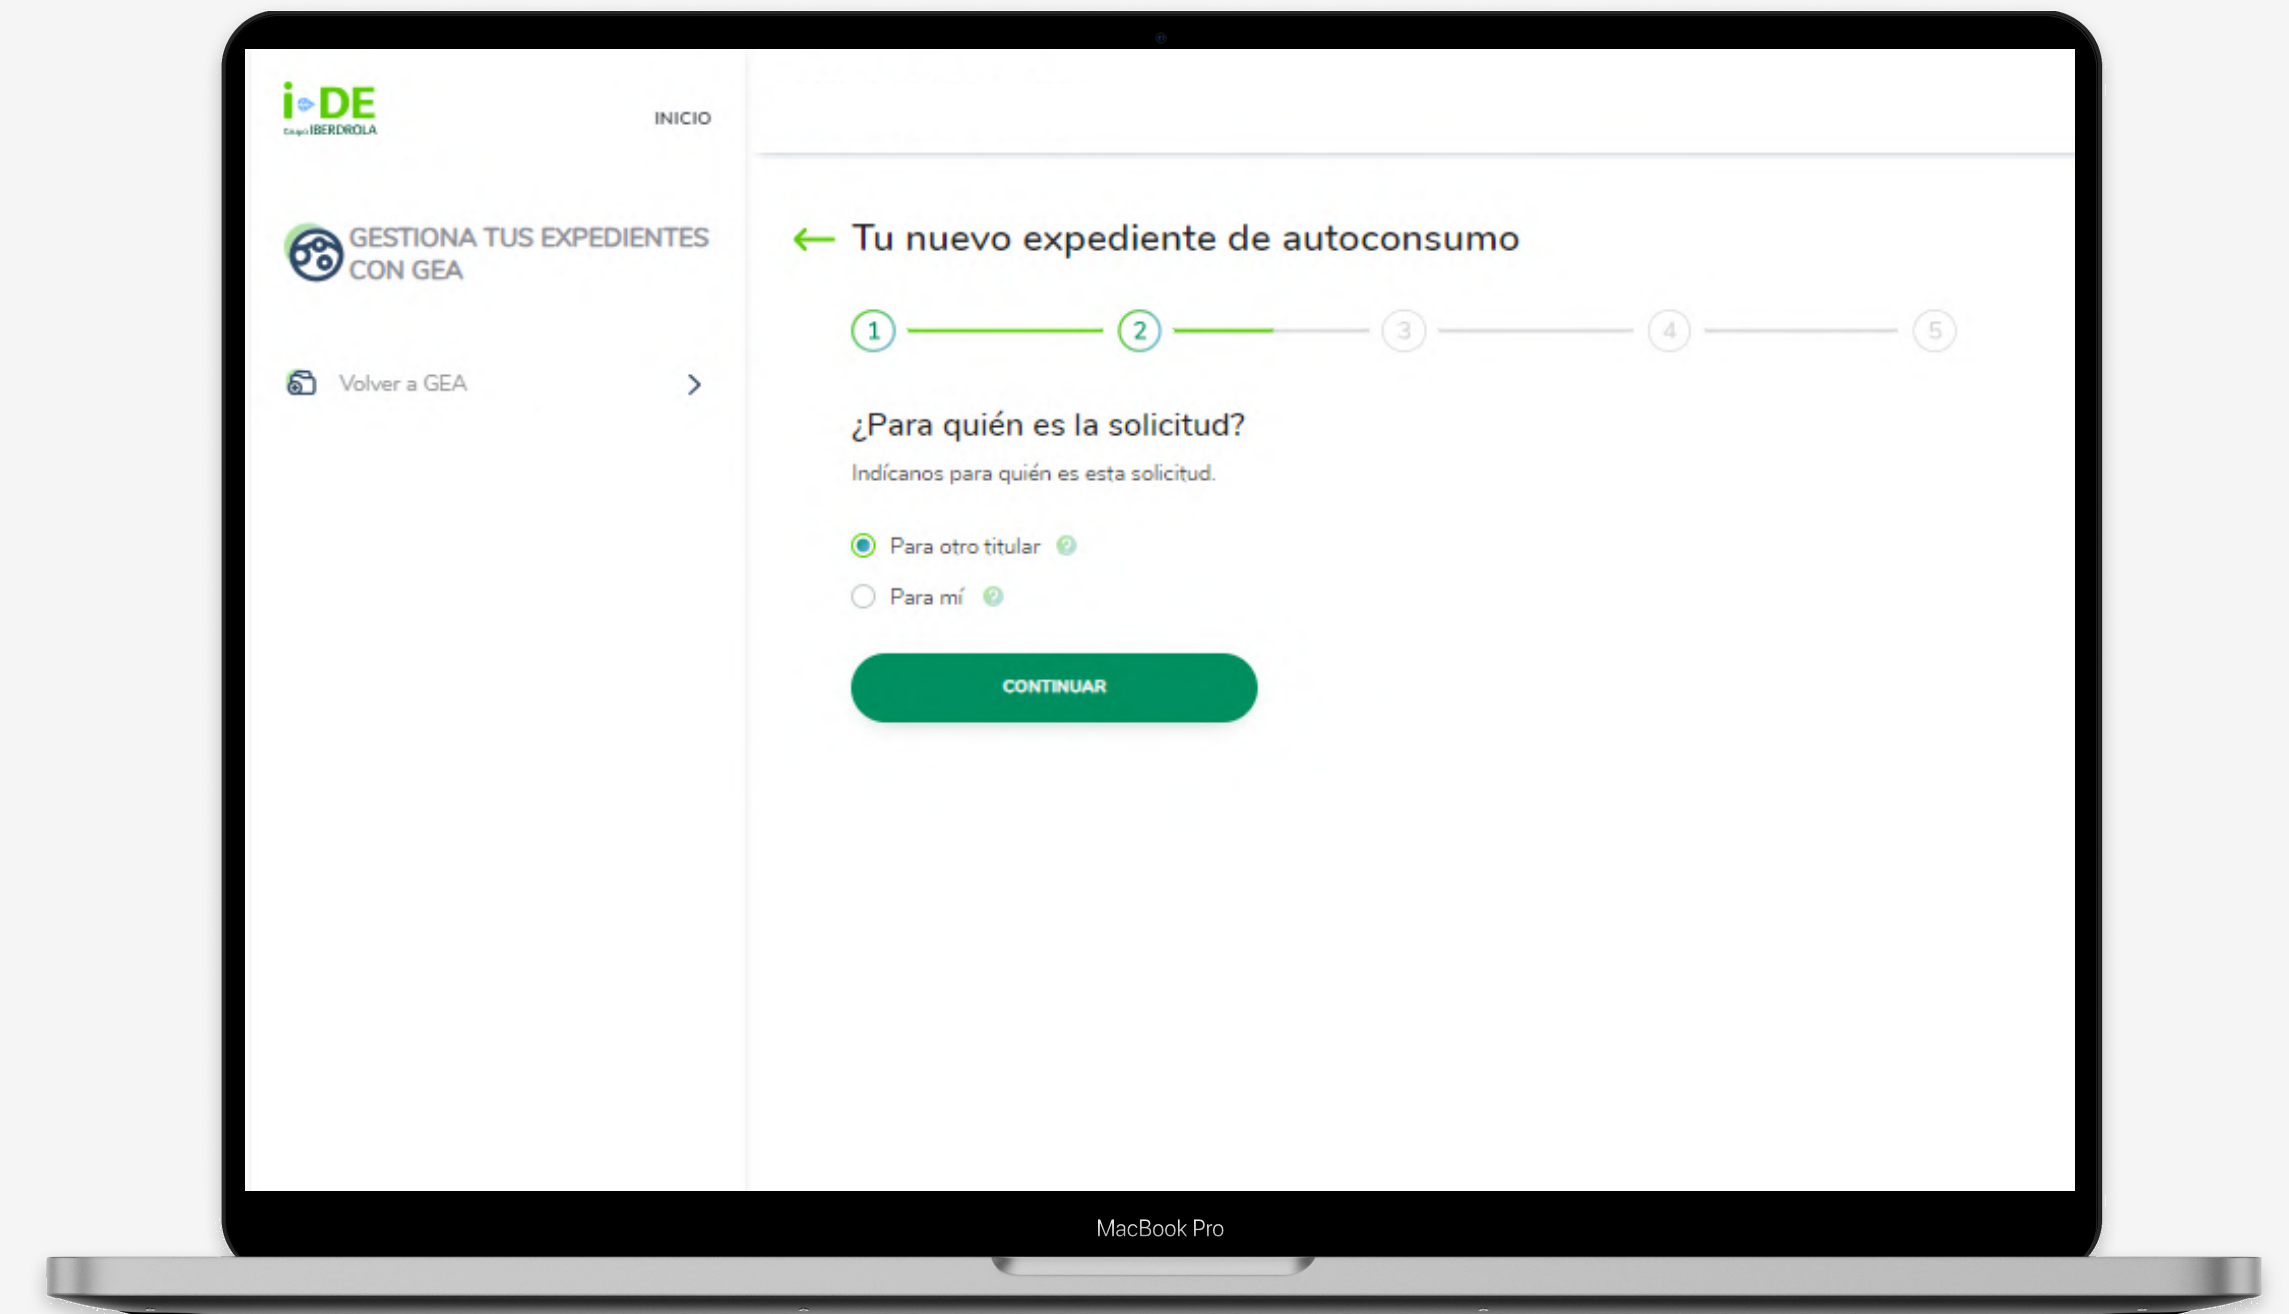 i DE
Grupo IBERDROLA
INICIO
GESTIONA TUS EXPEDIENTES
CON GEA
Volver a GEA
Tu nuevo expediente de autoconsumo
1 2 3 4 5
¿Para quién es la solicitud?
Indícanos para quién es esta solicitud.
Para otro titular ?
Para mí ?
CONTINUAR
MacBook Pro